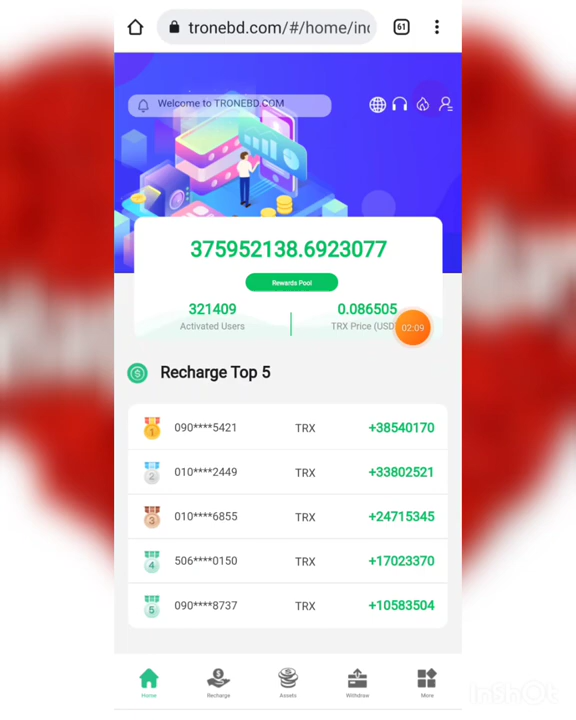 tronebd.com/#/home/in
61
Welcome to TRONEBD.COM
375952138.6923077
Rewards Pool
321409
0.086505
Activated Users
TRX Price (USD
02:09
Recharge Top 5
1 090****5421 TRX +38540170
2 010****2449 TRX +33802521
3 010****6855 TRX +24715345
4 506****0150 TRX +17023370
5 090****8737 TRX +10583504
Home Recharge Assets Withdraw More
InShOt